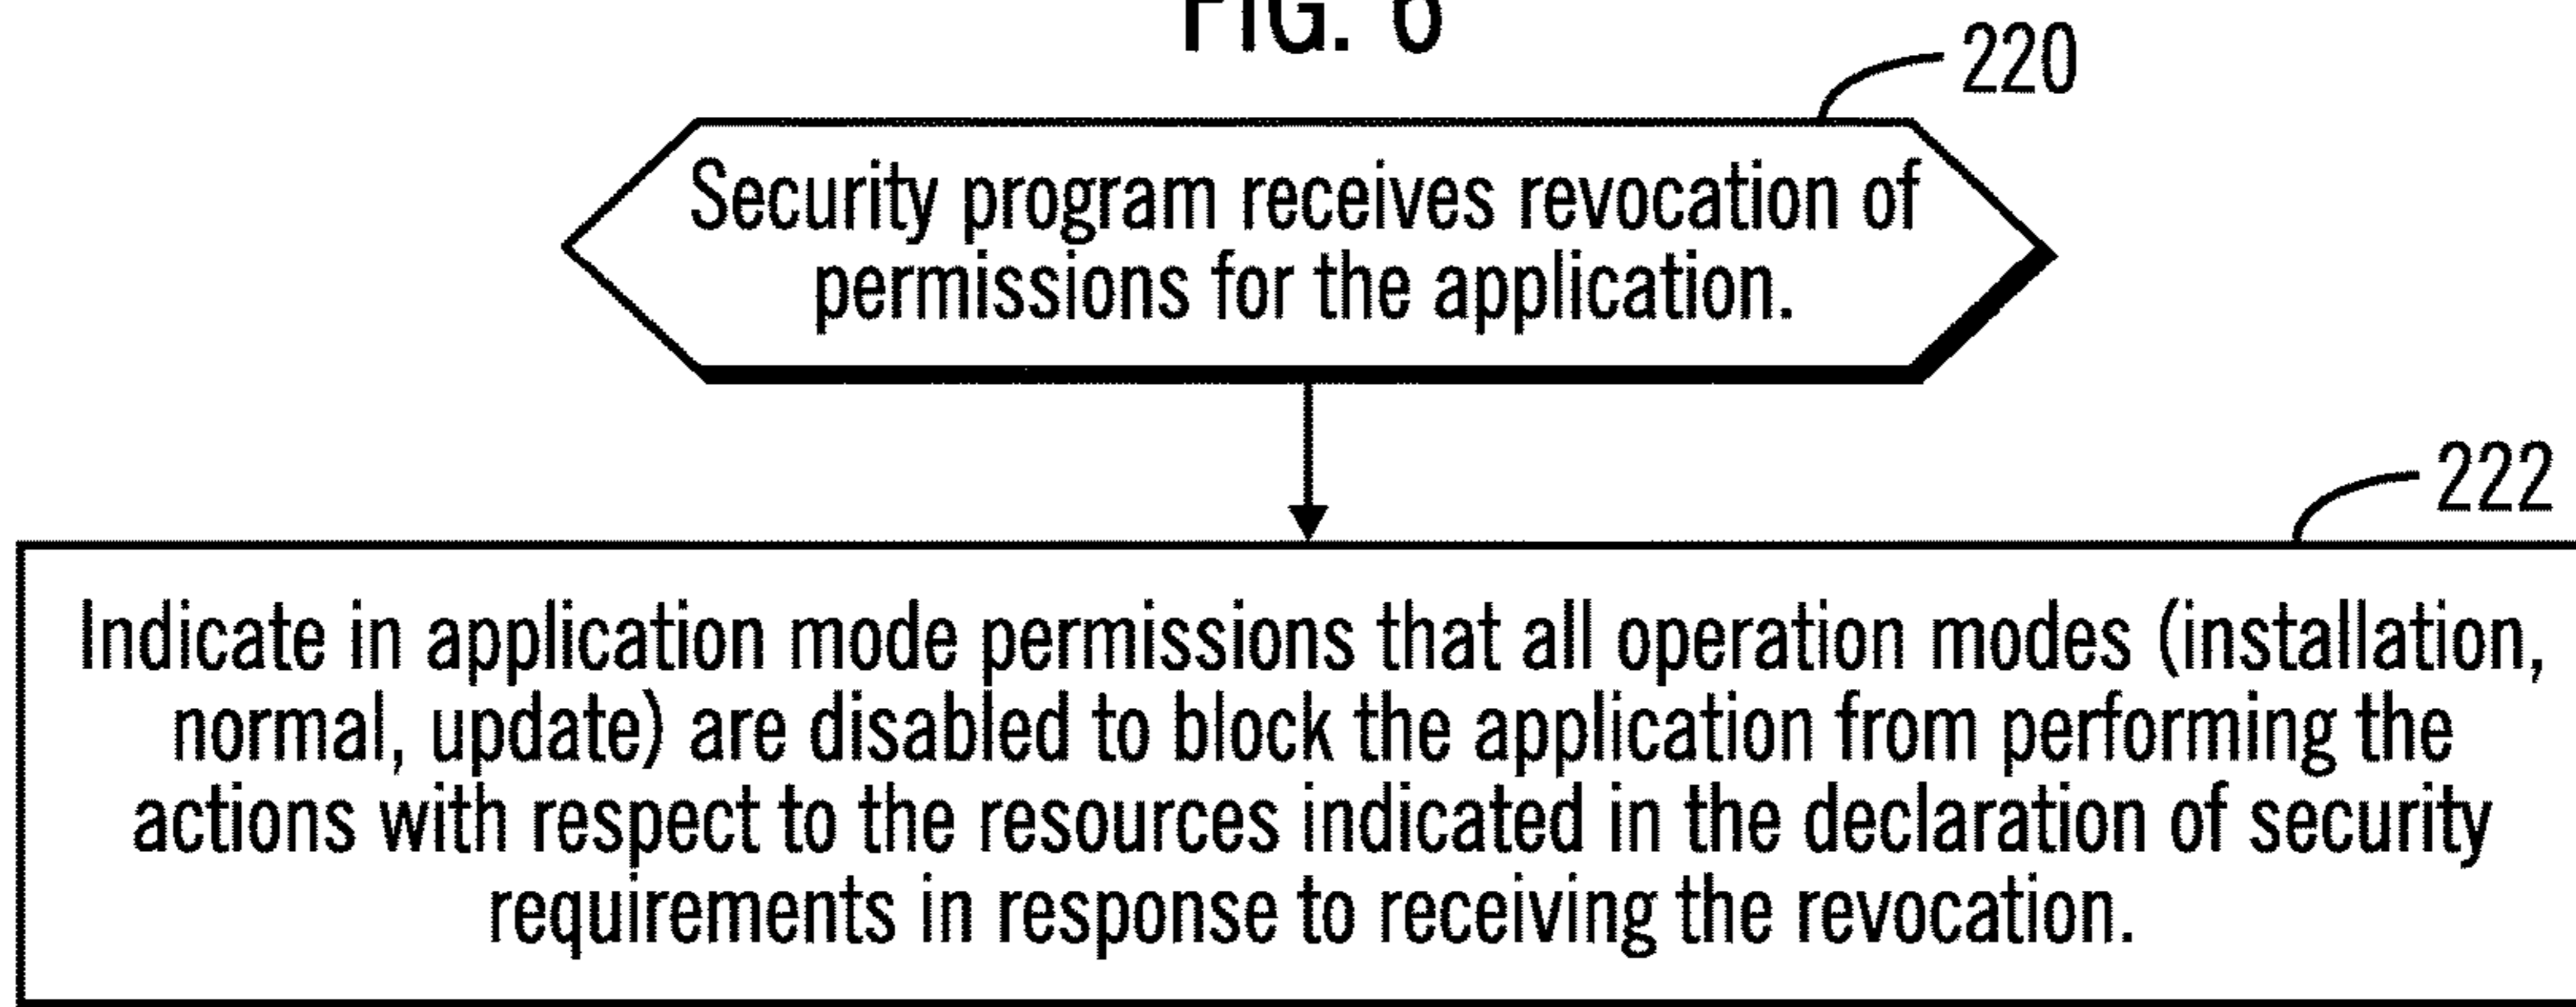 FIG. 6
220
Security program receives revocation of
permissions for the application.
222
Indicate in application mode permissions that all operation modes (installation,
normal, update) are disabled to block the application from performing the
actions with respect to the resources indicated in the declaration of security
requirements in response to receiving the revocation.